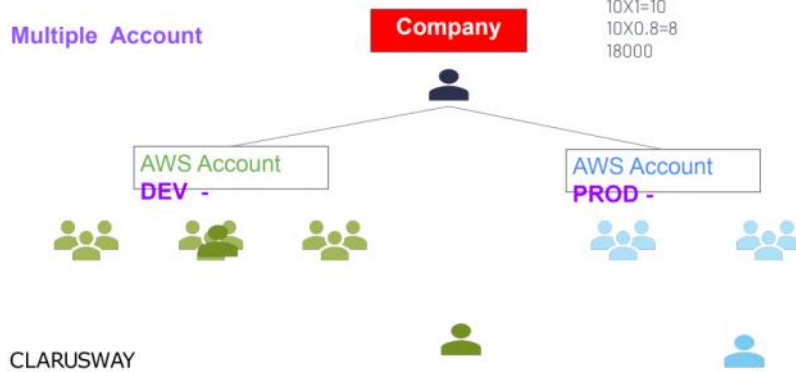 10X1=10
10X0.8=8
18000
Multiple Account
Company
AWS Account
DEV -
AWS Account
PROD -
CLARUSWAY